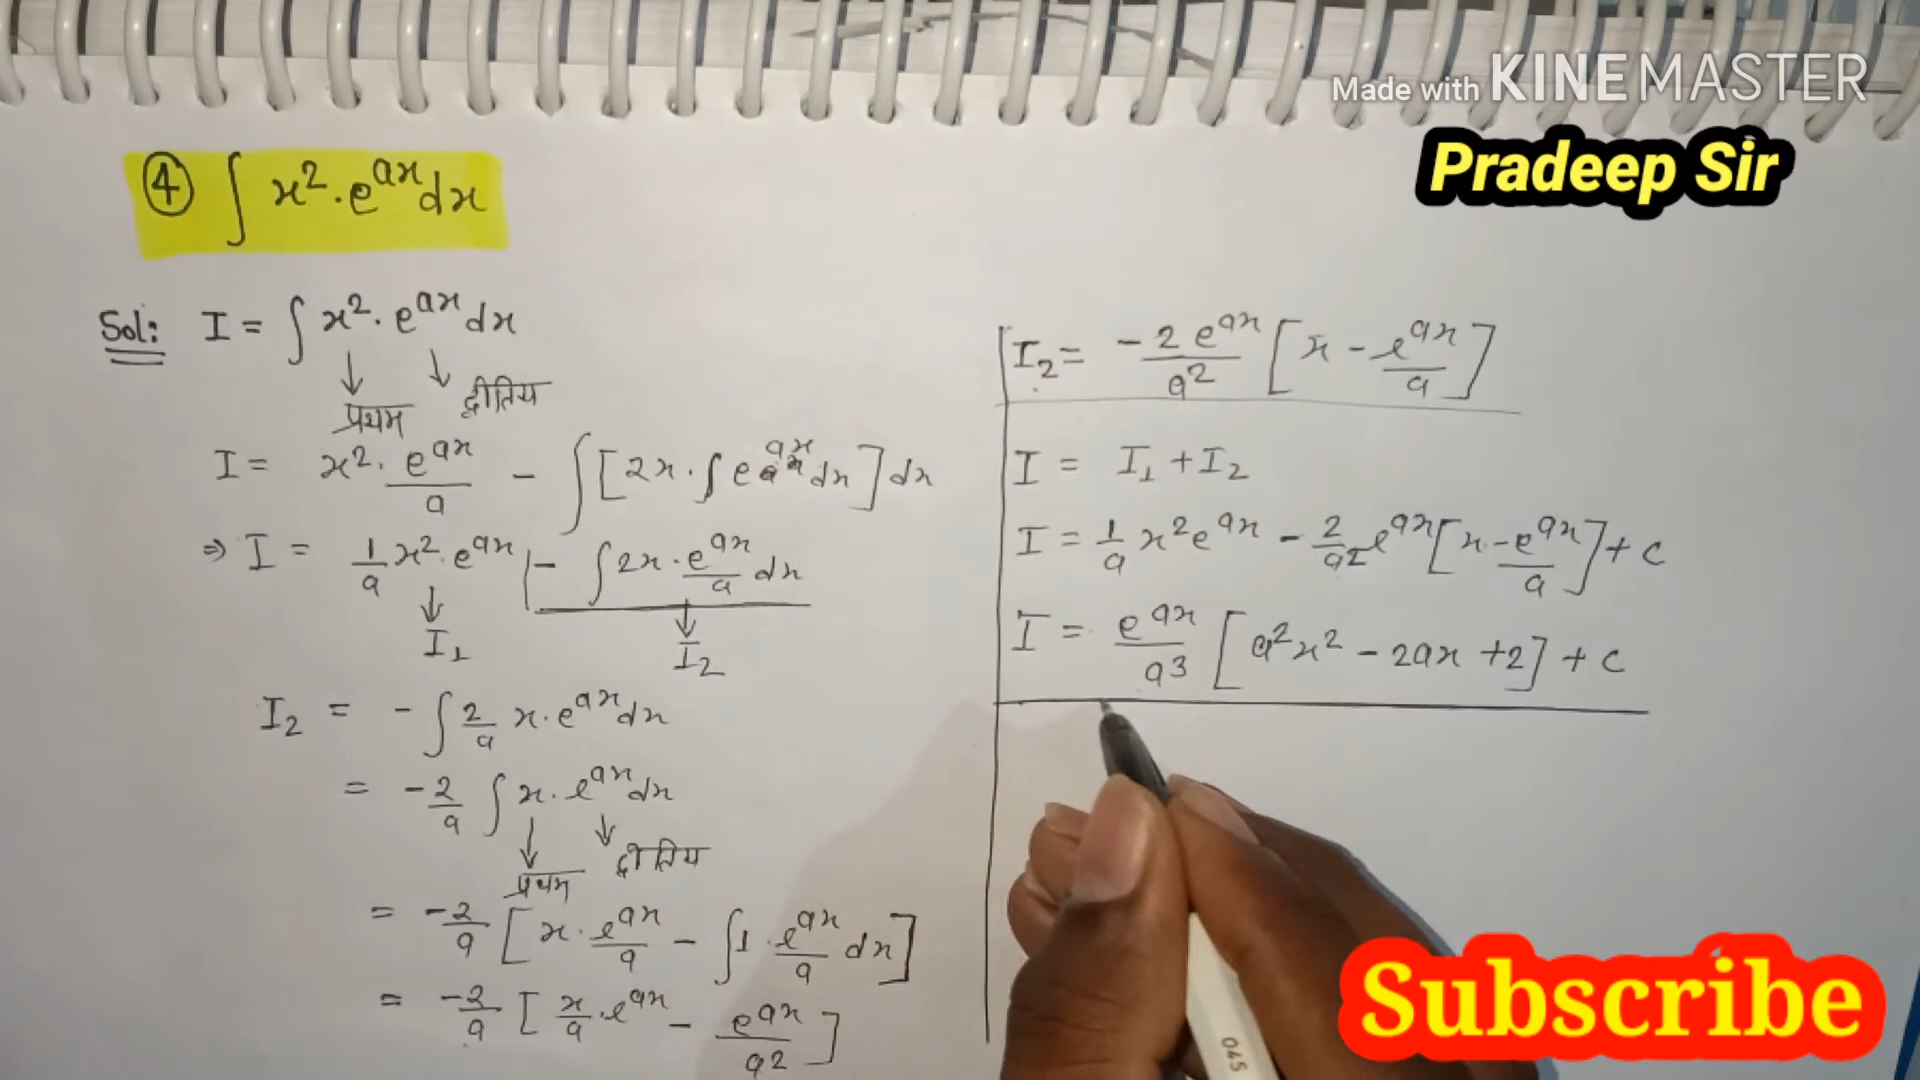 Made with KINEMASTER
Pradeep Sir
④ ∫ x² · e^{ax} dx
Sol: I = ∫ x² · e^{ax} dx
↓ ↓
प्रथम द्वीतिय
I = x² · e^{ax}/a − ∫ [2x · ∫ e^{ax} dx] dx
⇒ I = 1/a x² · e^{ax} − ∫ 2x · e^{ax}/a dx
↓ ↓
I₁ I₂
I₂ = − ∫ 2/a x · e^{ax} dx
= −2/a ∫ x · e^{ax} dx
↓ ↓
प्रथम द्वीतिय
= −2/a [x · e^{ax}/a − ∫ 1 · e^{ax}/a dx]
= −2/a [x/a · e^{ax} − e^{ax}/a²]
I₂ = −2 e^{ax}/a² [x − e^{ax}/a]
I = I₁ + I₂
I = 1/a x² e^{ax} − 2/a² e^{ax} [x − e^{ax}/a] + c
I = e^{ax}/a³ [a²x² − 2ax + 2] + c
045
Subscribe